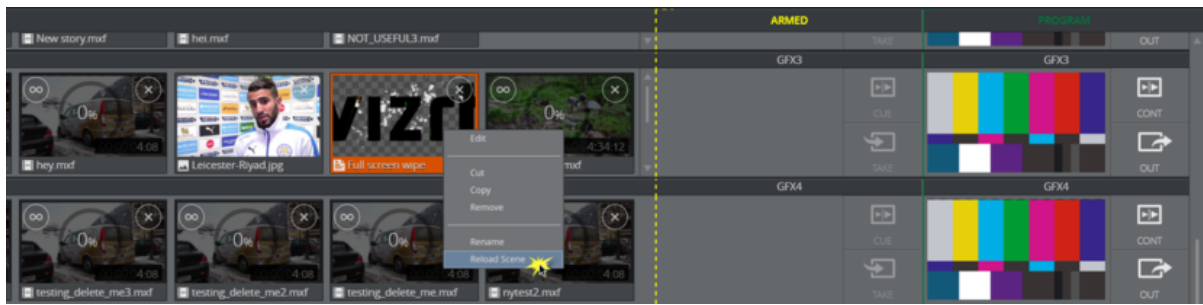 ARMED
PROGRAM
New story.mxf
hei.mxf
NOT_USEFUL3.mxf
TAKE
OUT
GFX3
GFX3
0%
4:08
hey.mxf
Leicester-Riyad.jpg
VIZR
Full screen wipe
0%
4:34:12
mxf
CUE
CONT
TAKE
OUT
Edit
Cut
Copy
Remove
Rename
Reload Scene
GFX4
GFX4
0%
4:08
testing_delete_me3.mxf
0%
4:08
testing_delete_me2.mxf
0%
4:08
testing_delete_me.mxf
4:08
nytest2.mxf
CUE
CONT
TAKE
OUT